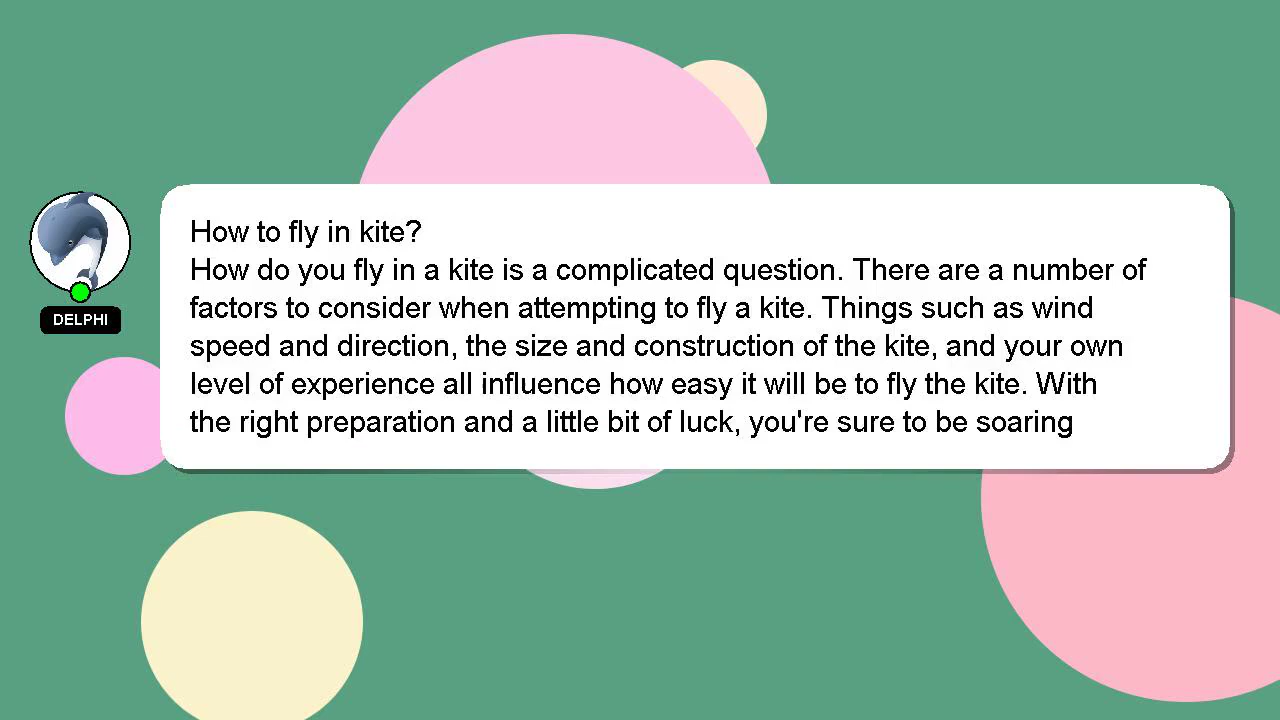 How to fly in kite?
How do you fly in a kite is a complicated question. There are a number of
factors to consider when attempting to fly a kite. Things such as wind
speed and direction, the size and construction of the kite, and your own
level of experience all influence how easy it will be to fly the kite. With
the right preparation and a little bit of luck, you're sure to be soaring
DELPHI